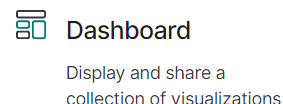 Dashboard
Display and share a
collection of visualizations